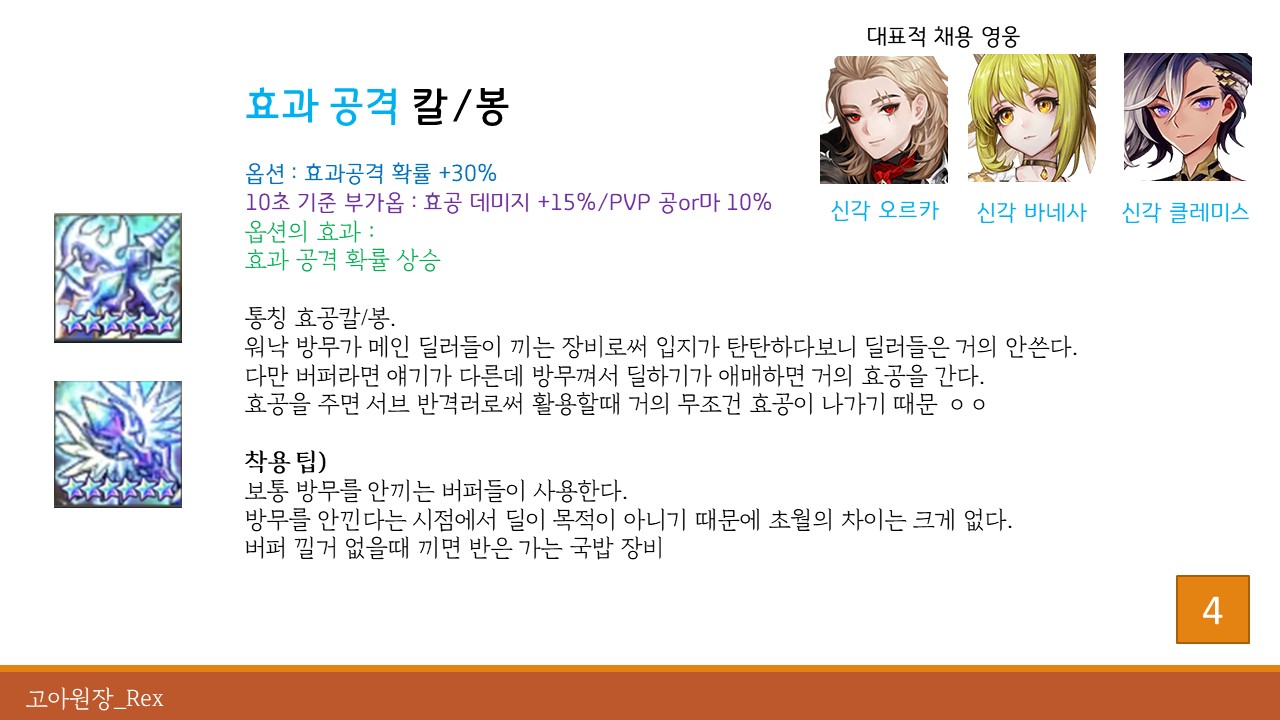 대표적 채용 영웅
효과 공격 칼/봉
신각 오르카
신각 바네사
신각 클레미스
옵션 : 효과공격 확률 +30%
10초 기준 부가옵 : 효공 데미지 +15%/PVP 공or마 10%
옵션의 효과 :
효과 공격 확률 상승
통칭 효공칼/봉.
워낙 방무가 메인 딜러들이 끼는 장비로써 입지가 탄탄하다보니 딜러들은 거의 안쓴다.
다만 버퍼라면 얘기가 다른데 방무껴서 딜하기가 애매하면 거의 효공을 간다.
효공을 주면 서브 반격러로써 활용할때 거의 무조건 효공이 나가기 때문 ㅇㅇ
착용 팁)
보통 방무를 안끼는 버퍼들이 사용한다.
방무를 안낀다는 시점에서 딜이 목적이 아니기 때문에 초월의 차이는 크게 없다.
버퍼 낄거 없을때 끼면 반은 가는 국밥 장비
4
고아원장_Rex